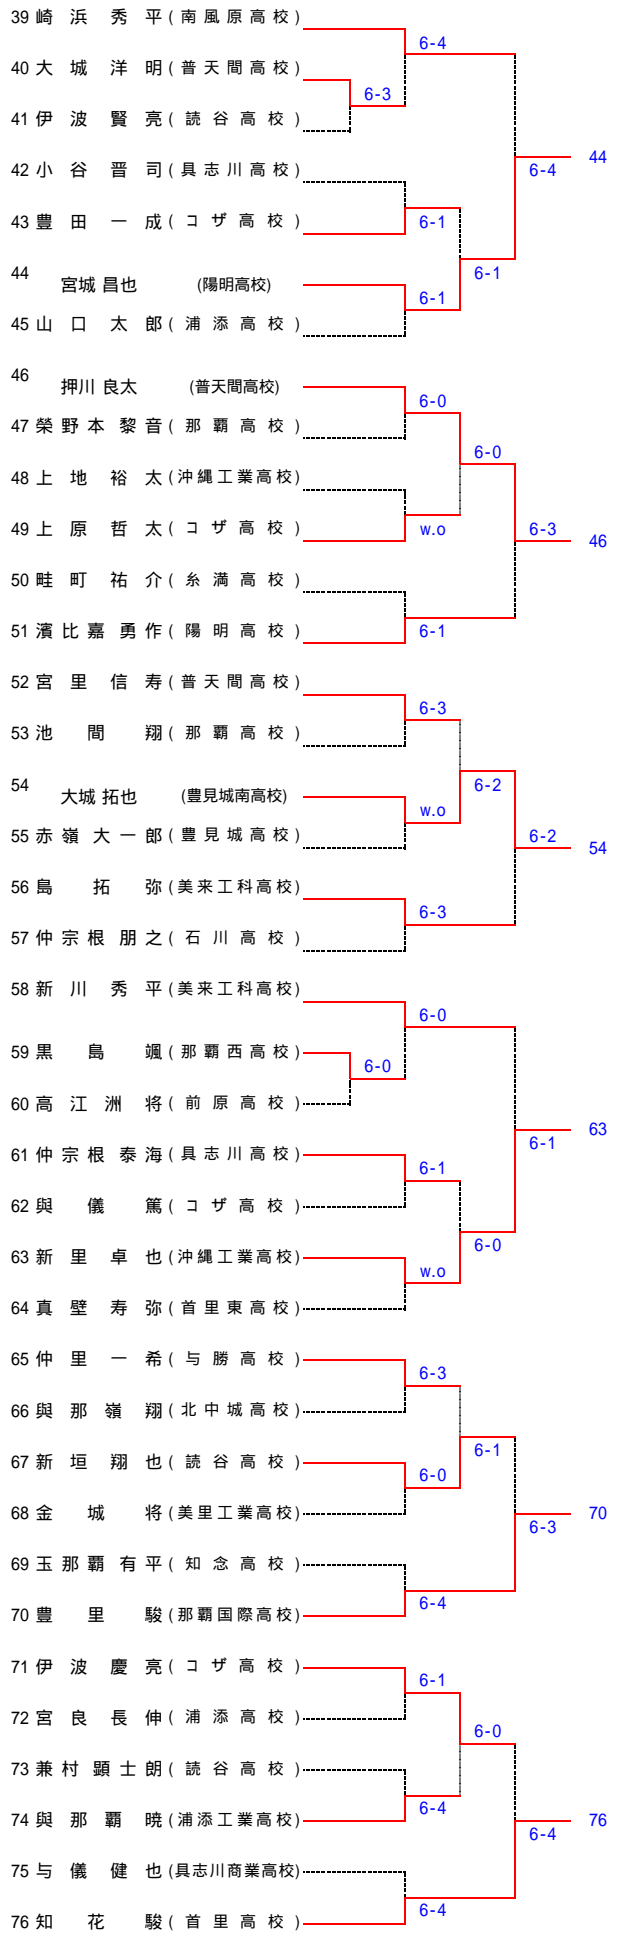 39 崎浜秀平 (南風原高校)
6-4
40 大城洋明 (普天間高校)
6-3
41 伊波賢亮 (読谷高校)
44
6-4
42 小谷晋司 (具志川高校)
43 豊田一成 (コザ高校)
6-1
6-1
44 宮城 昌也 (陽明高校)
6-1
45 山口太郎 (浦添高校)
46 押川 良太 (普天間高校)
6-0
47 榮野本黎音 (那覇高校)
6-0
48 上地裕太 (沖縄工業高校)
49 上原哲太 (コザ高校)
w.o
6-3
46
50 畦町祐介 (糸満高校)
51 濱比嘉勇作 (陽明高校)
6-1
52 宮里信寿 (普天間高校)
6-3
53 池間翔 (那覇高校)
54 大城 拓也 (豊見城南高校)
6-2
w.o
55 赤嶺大一郎 (豊見城高校)
6-2
54
56 島拓弥 (美来工科高校)
6-3
57 仲宗根朋之 (石川高校)
58 新川秀平 (美来工科高校)
6-0
59 黒島颯 (那覇西高校)
6-0
60 高江洲将 (前原高校)
63
6-1
61 仲宗根泰海 (具志川高校)
6-1
62 與儀篤 (コザ高校)
6-0
63 新里卓也 (沖縄工業高校)
w.o
64 真壁寿弥 (首里東高校)
65 仲里一希 (与勝高校)
6-3
66 與那嶺翔 (北中城高校)
6-1
67 新垣翔也 (読谷高校)
6-0
68 金城将 (美里工業高校)
70
6-3
69 玉那覇有平 (知念高校)
6-4
70 豊里駿 (那覇国際高校)
71 伊波慶亮 (コザ高校)
6-1
72 宮良長伸 (浦添高校)
6-0
73 兼村顕士朗 (読谷高校)
6-4
74 與那覇暁 (浦添工業高校)
76
6-4
75 与儀健也 (具志川商業高校)
6-4
76 知花駿 (首里高校)